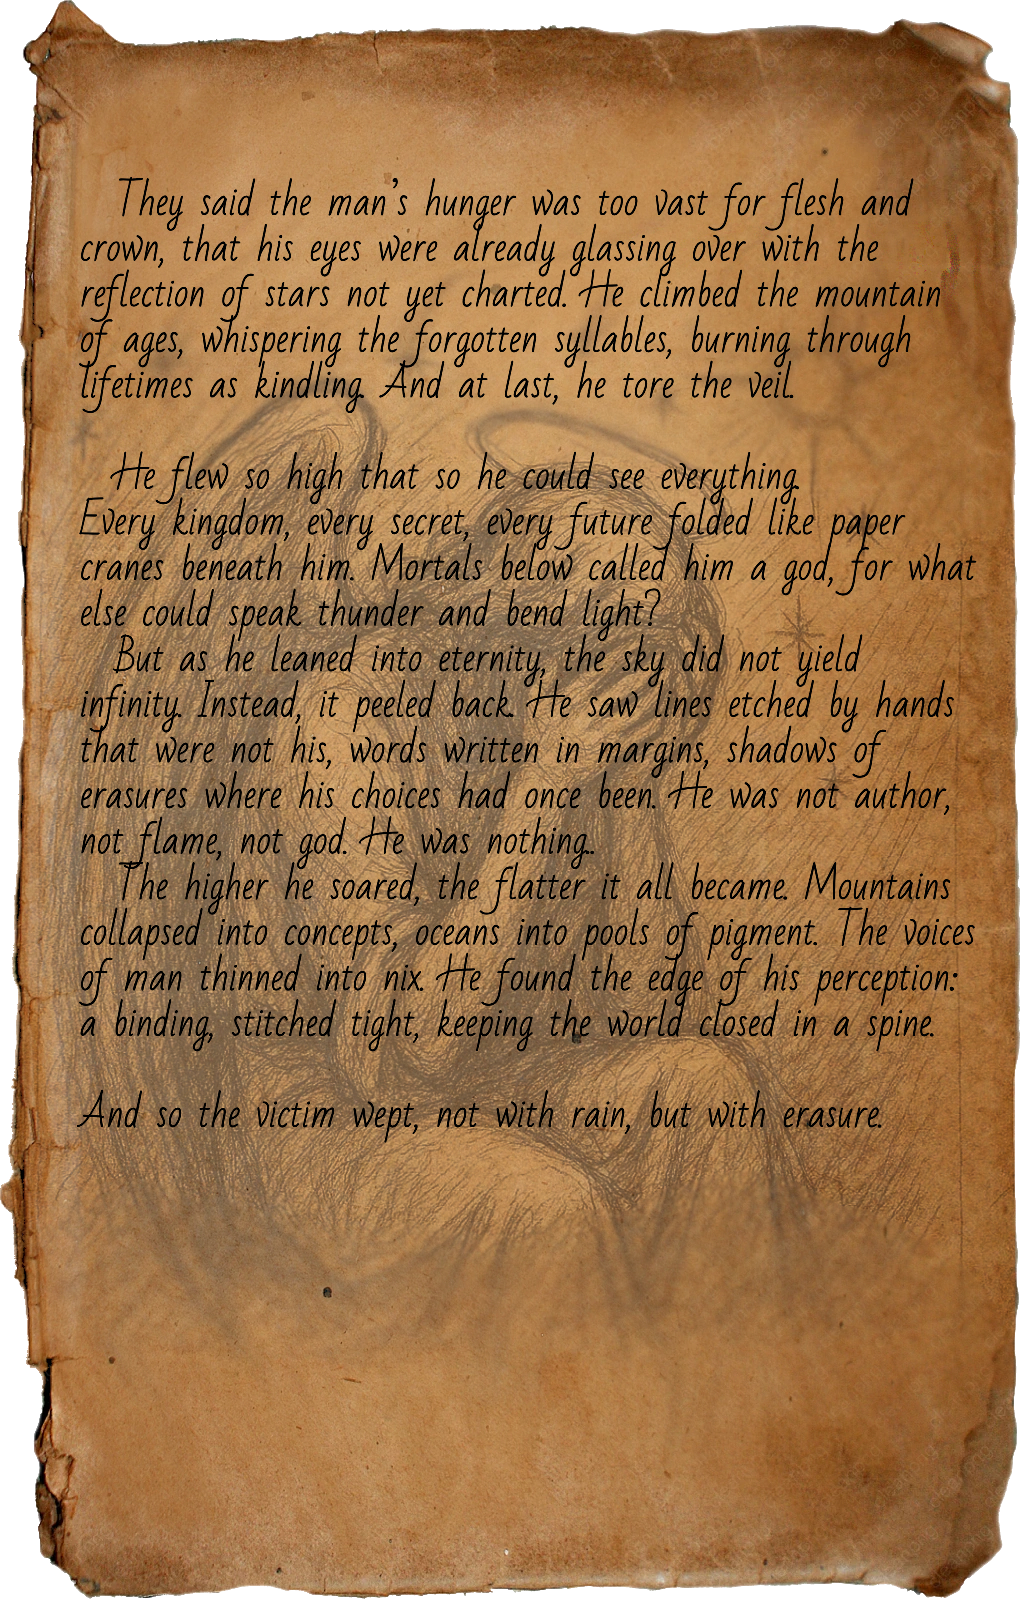 They said the man's hunger was too vast for flesh and
crown, that his eyes were already glassing over with the
reflection of stars not yet charted. He climbed the mountain
of ages, whispering the forgotten syllables, burning through
lifetimes as kindling. And at last, he tore the veil.
He flew so high that so he could see everything.
Every kingdom, every secret, every future folded like paper
cranes beneath him. Mortals below called him a god, for what
else could speak thunder and bend light?
But as he leaned into eternity, the sky did not yield
infinity. Instead, it peeled back. He saw lines etched by hands
that were not his, words written in margins, shadows of
erasures where his choices had once been. He was not author,
not flame, not god. He was nothing..
The higher he soared, the flatter it all became. Mountains
collapsed into concepts, oceans into pools of pigment. The voices
of man thinned into nix. He found the edge of his perception:
a binding, stitched tight, keeping the world closed in a spine.
And so the victim wept, not with rain, but with erasure.